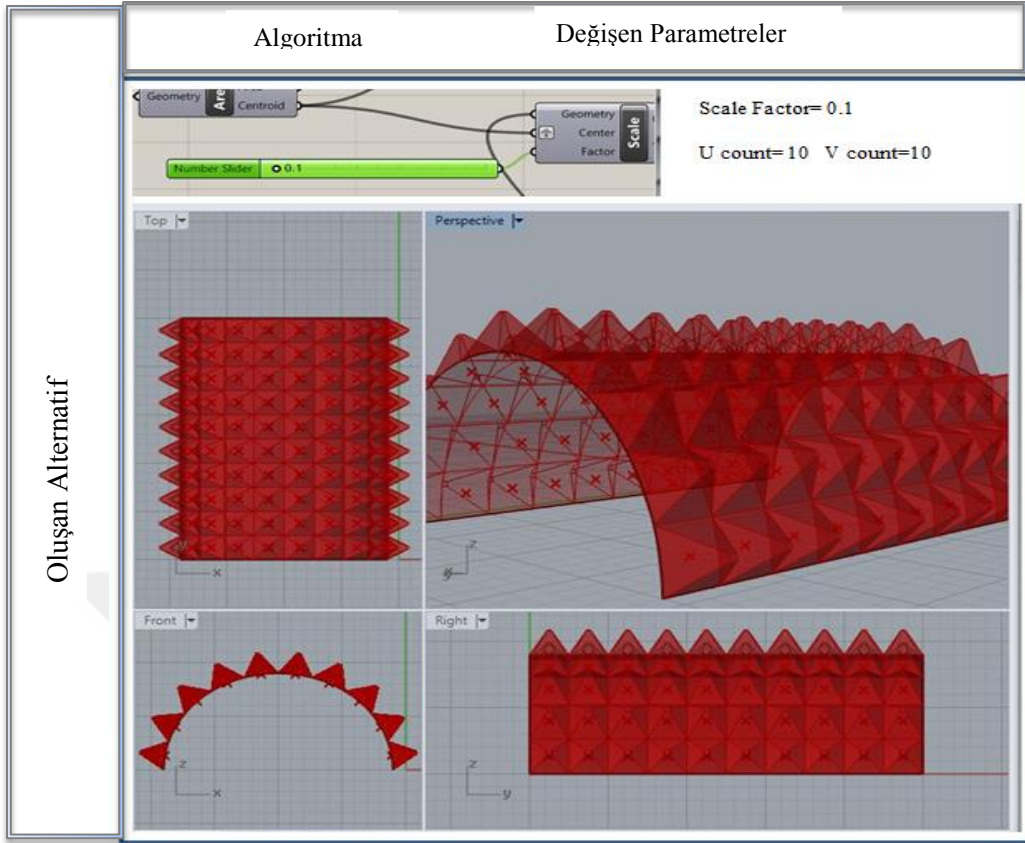 Algoritma
Değişen Parametreler
Oluşan Alternatif
Geometry
Centroid
Geometry
Center
Factor
Scale
Number Slider 0.1
Scale Factor= 0.1
U count=10 V count=10
Top
Perspective
x
z
Front
Right
z
x
z
y